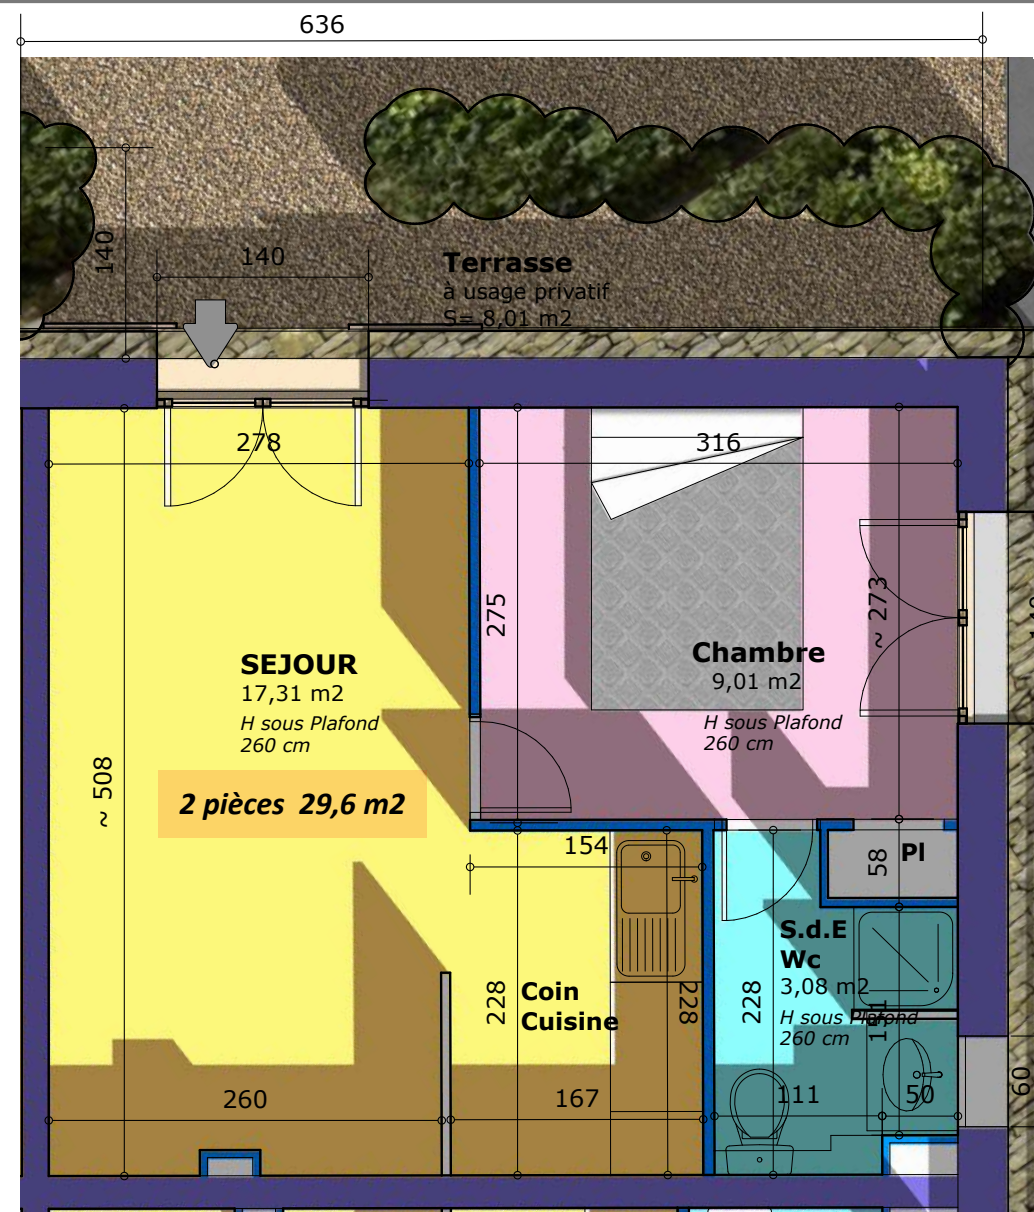 636
140
140
Terrasse
à usage privatif
S= 8,01 m2
278
316
275
~ 273
SEJOUR
17,31 m2
H sous Plafond
260 cm
Chambre
9,01 m2
H sous Plafond
260 cm
~ 508
2 pièces 29,6 m2
154
58
Pl
S.d.E
Wc
3,08 m2
H sous Plafond
260 cm
228
Coin
Cuisine
228
228
260
167
111
50
60